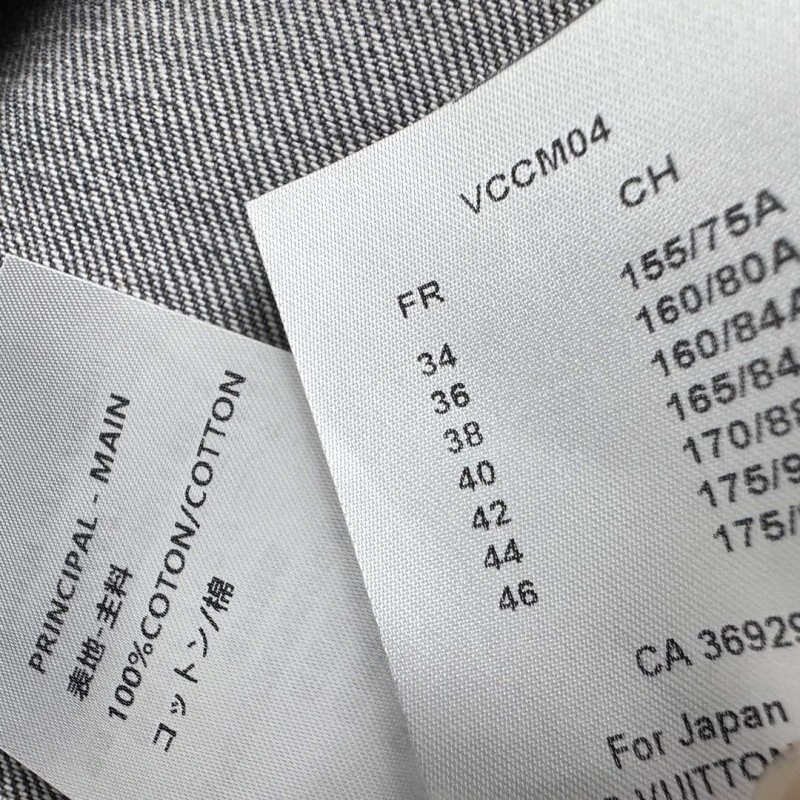 PRINCIPAL - MAIN
表地-主料
100%COTON/COTTON
コットン/棉
VCCM04
FR CH
34 155/75A
36 160/80A
38 160/84A
40 165/84
42 170/88
44 175/9
46 175/
CA 36929
For Japan
VUITTON